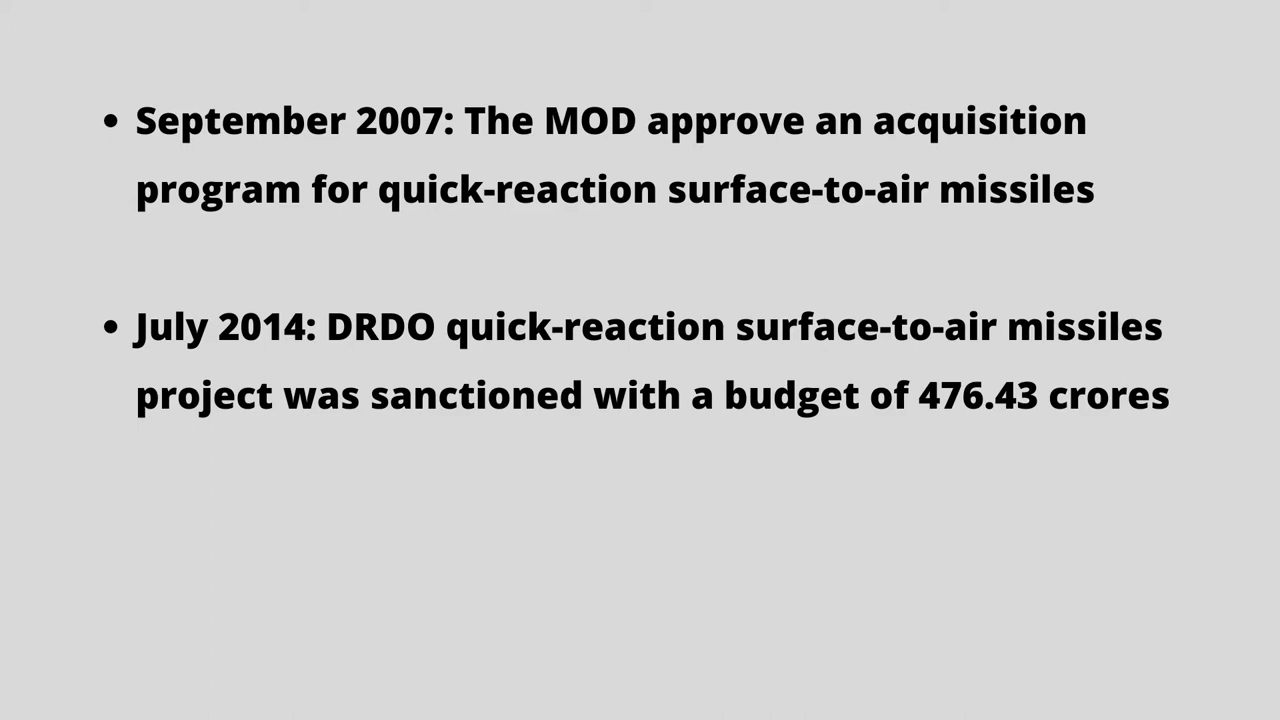 • September 2007: The MOD approve an acquisition
program for quick-reaction surface-to-air missiles
• July 2014: DRDO quick-reaction surface-to-air missiles
project was sanctioned with a budget of 476.43 crores